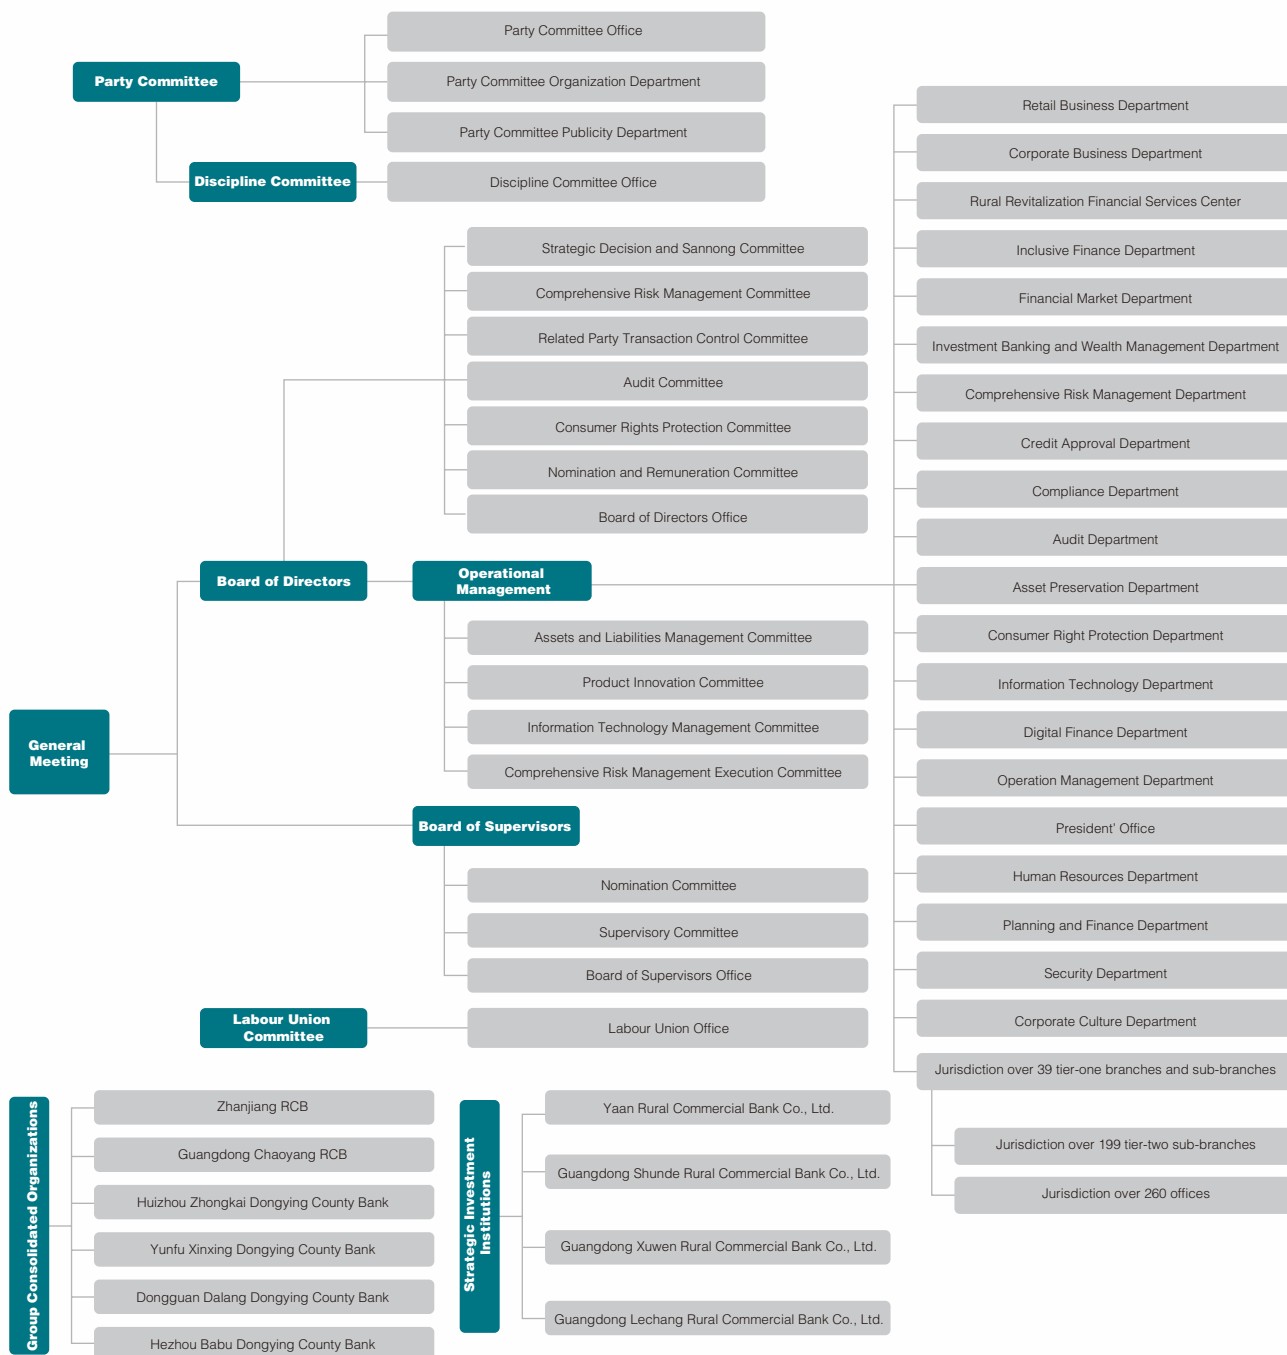 Party Committee
Party Committee Office
Party Committee Organization Department
Party Committee Publicity Department
Discipline Committee
Discipline Committee Office
General
Meeting
Board of Directors
Strategic Decision and Sannong Committee
Comprehensive Risk Management Committee
Related Party Transaction Control Committee
Audit Committee
Consumer Rights Protection Committee
Nomination and Remuneration Committee
Board of Directors Office
Operational
Management
Assets and Liabilities Management Committee
Product Innovation Committee
Information Technology Management Committee
Comprehensive Risk Management Execution Committee
Board of Supervisors
Nomination Committee
Supervisory Committee
Board of Supervisors Office
Labour Union
Committee
Labour Union Office
Retail Business Department
Corporate Business Department
Rural Revitalization Financial Services Center
Inclusive Finance Department
Financial Market Department
Investment Banking and Wealth Management Department
Comprehensive Risk Management Department
Credit Approval Department
Compliance Department
Audit Department
Asset Preservation Department
Consumer Right Protection Department
Information Technology Department
Digital Finance Department
Operation Management Department
President' Office
Human Resources Department
Planning and Finance Department
Security Department
Corporate Culture Department
Jurisdiction over 39 tier-one branches and sub-branches
Jurisdiction over 199 tier-two sub-branches
Jurisdiction over 260 offices
Group Consolidated Organizations
Zhanjiang RCB
Guangdong Chaoyang RCB
Huizhou Zhongkai Dongying County Bank
Yunfu Xinxing Dongying County Bank
Dongguan Dalang Dongying County Bank
Hezhou Babu Dongying County Bank
Strategic Investment
Institutions
Yaan Rural Commercial Bank Co., Ltd.
Guangdong Shunde Rural Commercial Bank Co., Ltd.
Guangdong Xuwen Rural Commercial Bank Co., Ltd.
Guangdong Lechang Rural Commercial Bank Co., Ltd.